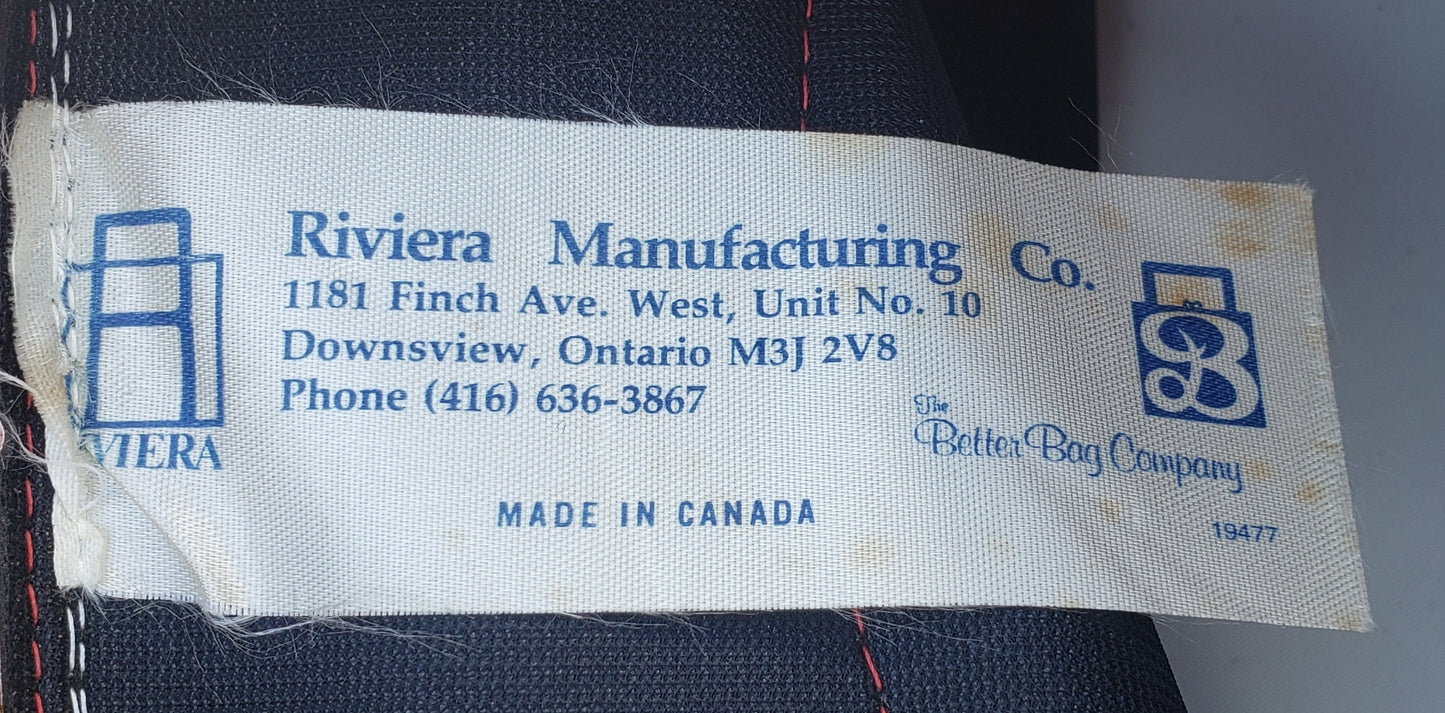 Riviera Manufacturing Co.
1181 Finch Ave. West, Unit No. 10
Downsview, Ontario M3J 2V8
Phone (416) 636-3867
VIERA
B
The
Better Bag Company
MADE IN CANADA
19477